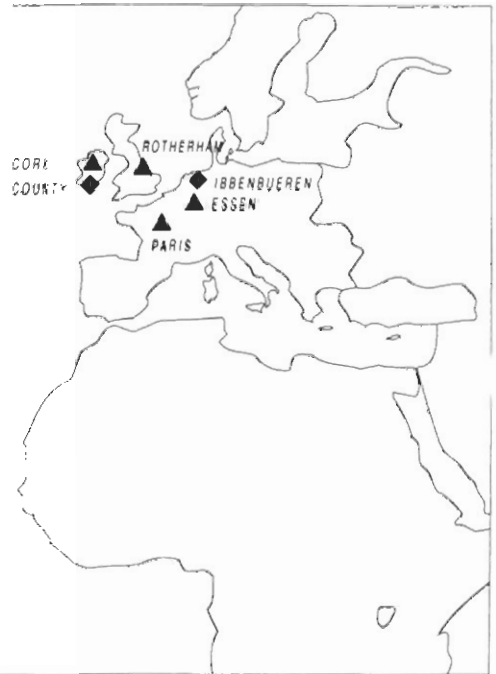 ROTHERHAM
CORK
COUNTY
IBBENBUEREN
ESSEN
PARIS